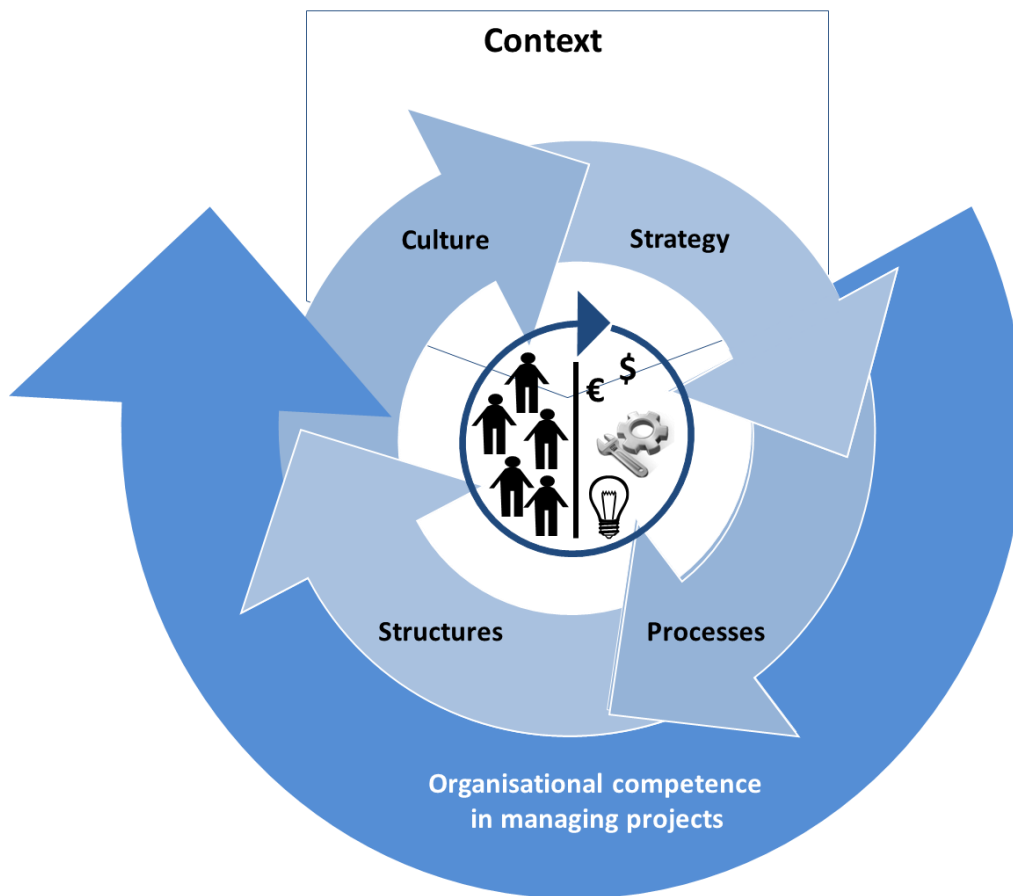 Context
Culture
Strategy
€
$
Structures
Processes
Organisational competence
in managing projects